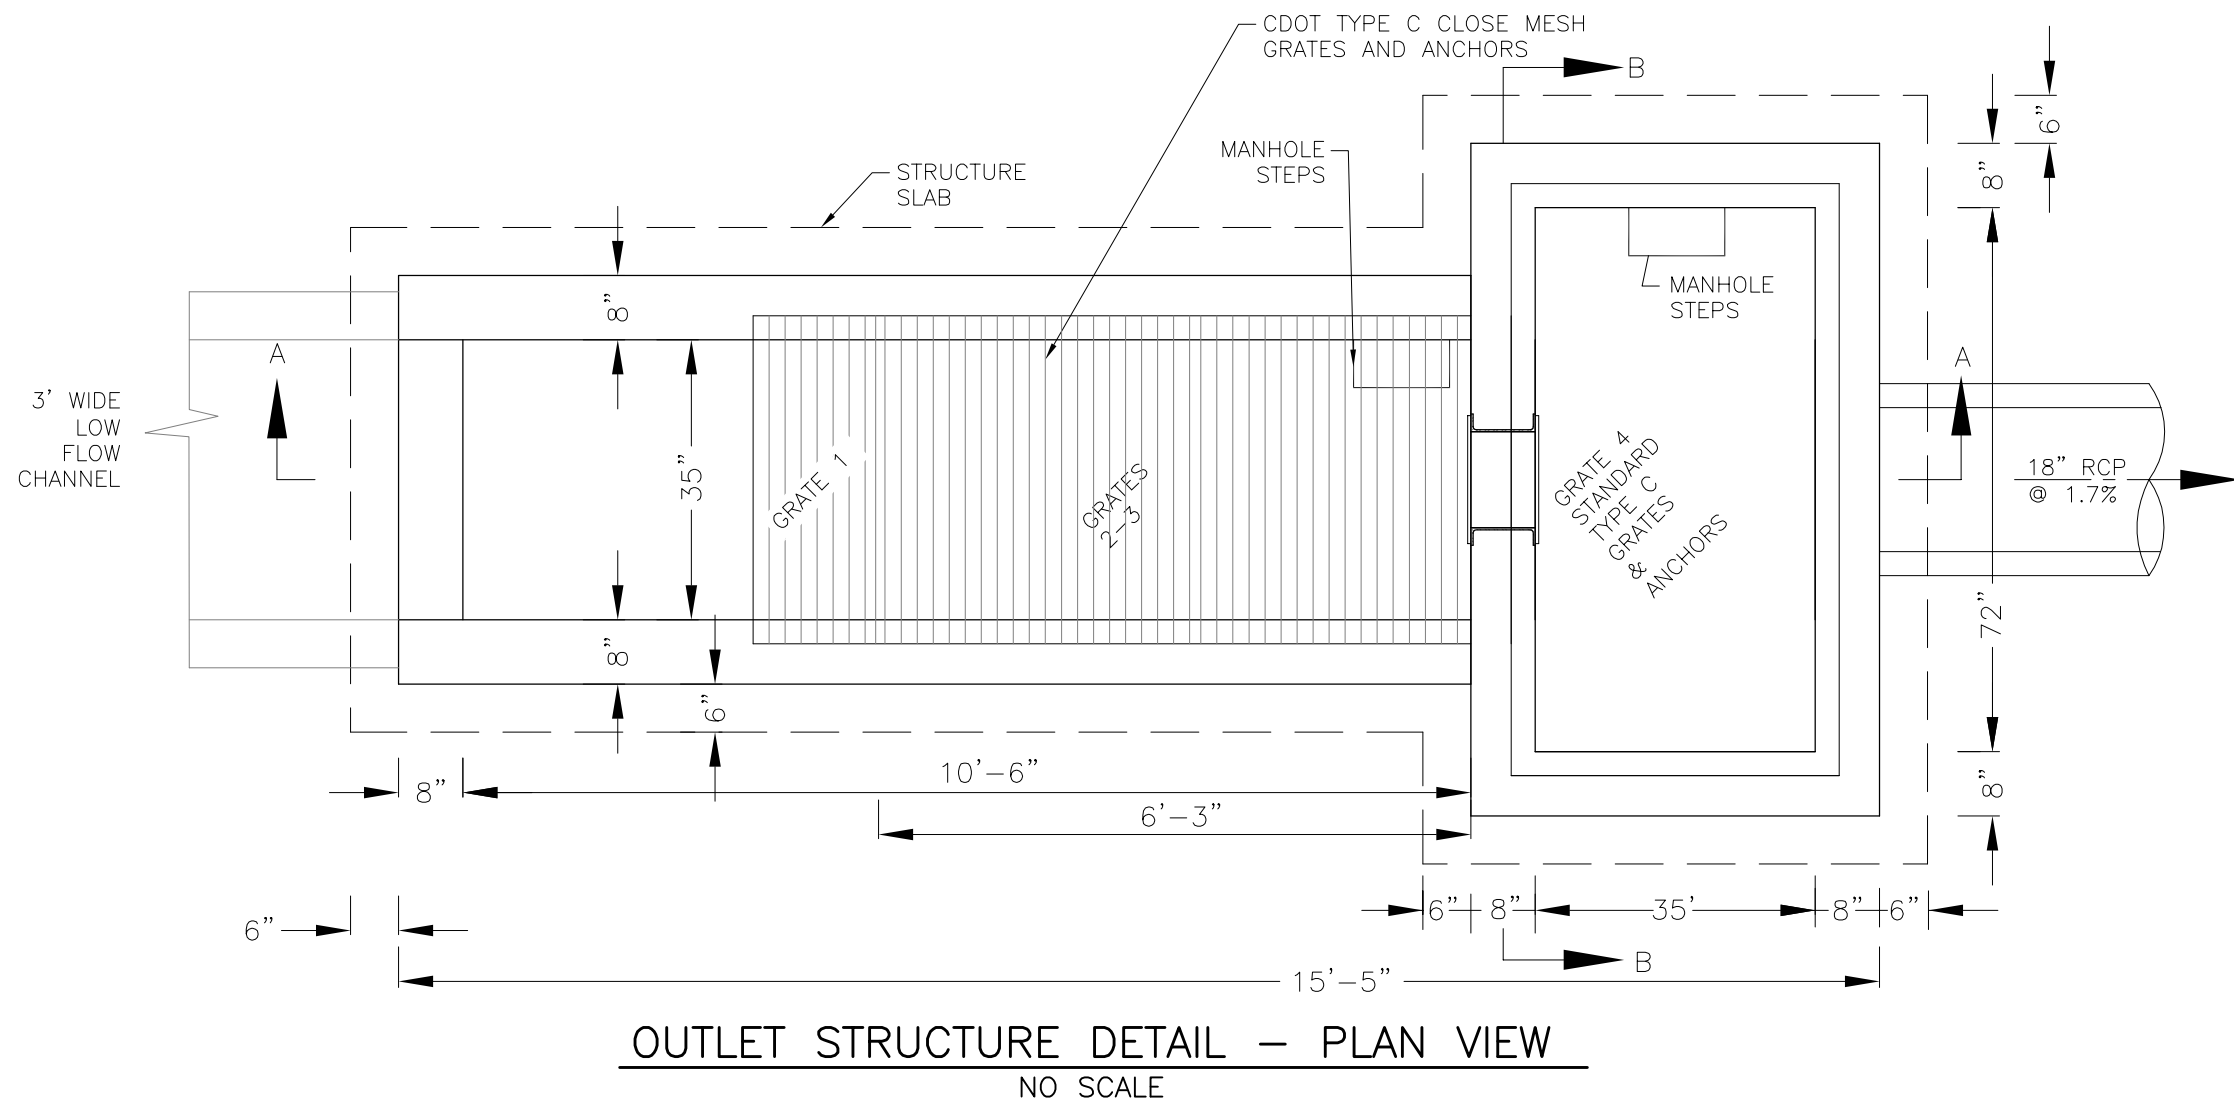 CDOT TYPE C CLOSE MESH
GRATES AND ANCHORS
B
6"
8"
MANHOLE
STEPS
STRUCTURE
SLAB
MANHOLE
STEPS
8"
A
A
3' WIDE
LOW
FLOW
CHANNEL
35"
GRATE 1
GRATES
2-3
GRATE 4
STANDARD
TYPE C
GRATES
&
ANCHORS
18" RCP
@ 1.7%
72"
8"
6"
8"
10'-6"
8"
6'-3"
6"
6"
8"
35'
8"
6"
B
15'-5"
OUTLET STRUCTURE DETAIL - PLAN VIEW
NO SCALE